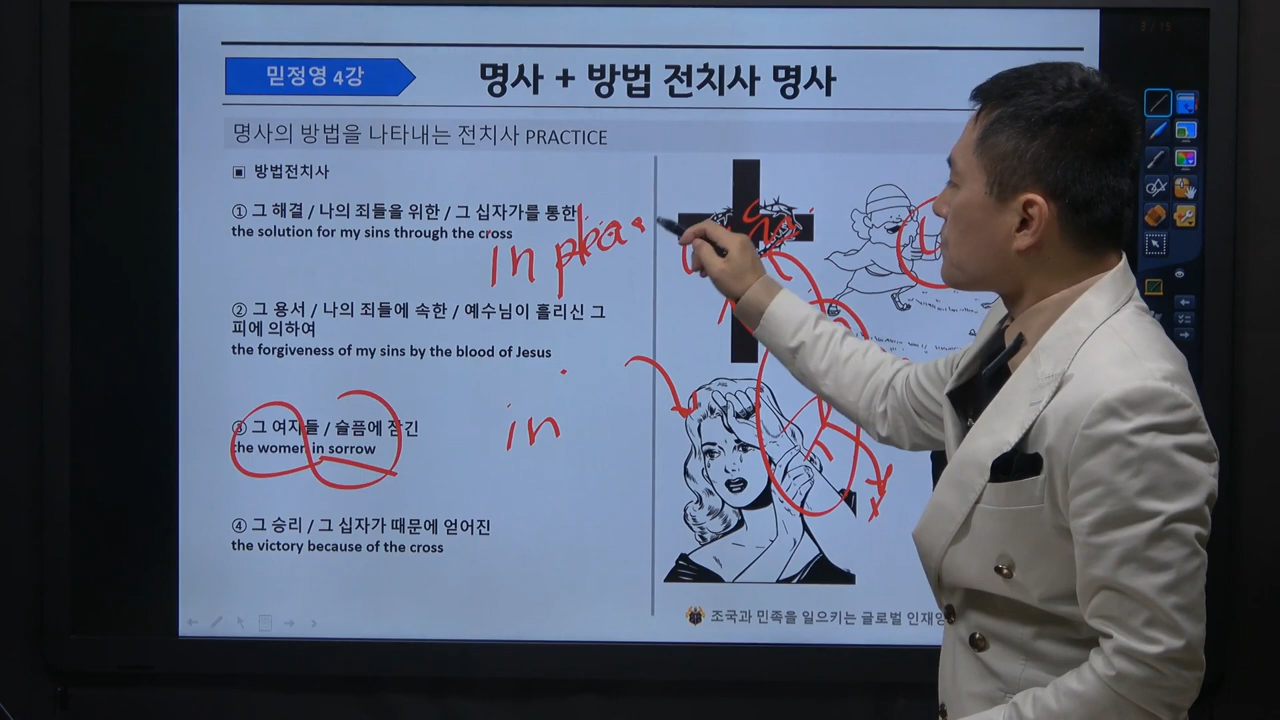 믿정영 4강
명사 + 방법 전치사 명사
명사의 방법을 나타내는 전치사 PRACTICE
▣ 방법전치사
① 그 해결 / 나의 죄들을 위한 / 그 십자가를 통한
the solution for my sins through the cross
in pleas
② 그 용서 / 나의 죄들에 속한 / 예수님이 흘리신 그
피에 의하여
the forgiveness of my sins by the blood of Jesus
③ 그 여자들 / 슬픔에 잠긴
the women in sorrow
in
④ 그 승리 / 그 십자가 때문에 얻어진
the victory because of the cross
조국과 민족을 일으키는 글로벌 인재양